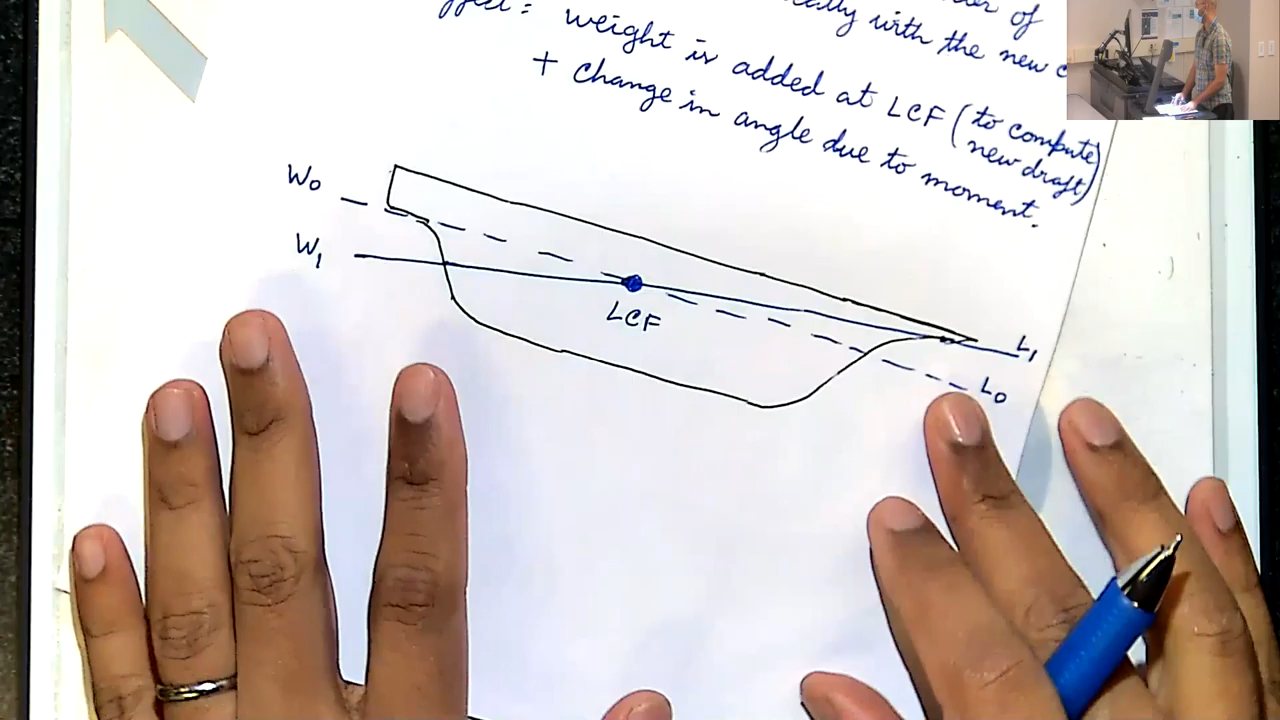 of
with the new
weight is added at LCF (to compute
new draft)
+ change in angle due to moment.
W₀
W₁
LCF
L₁
L₀